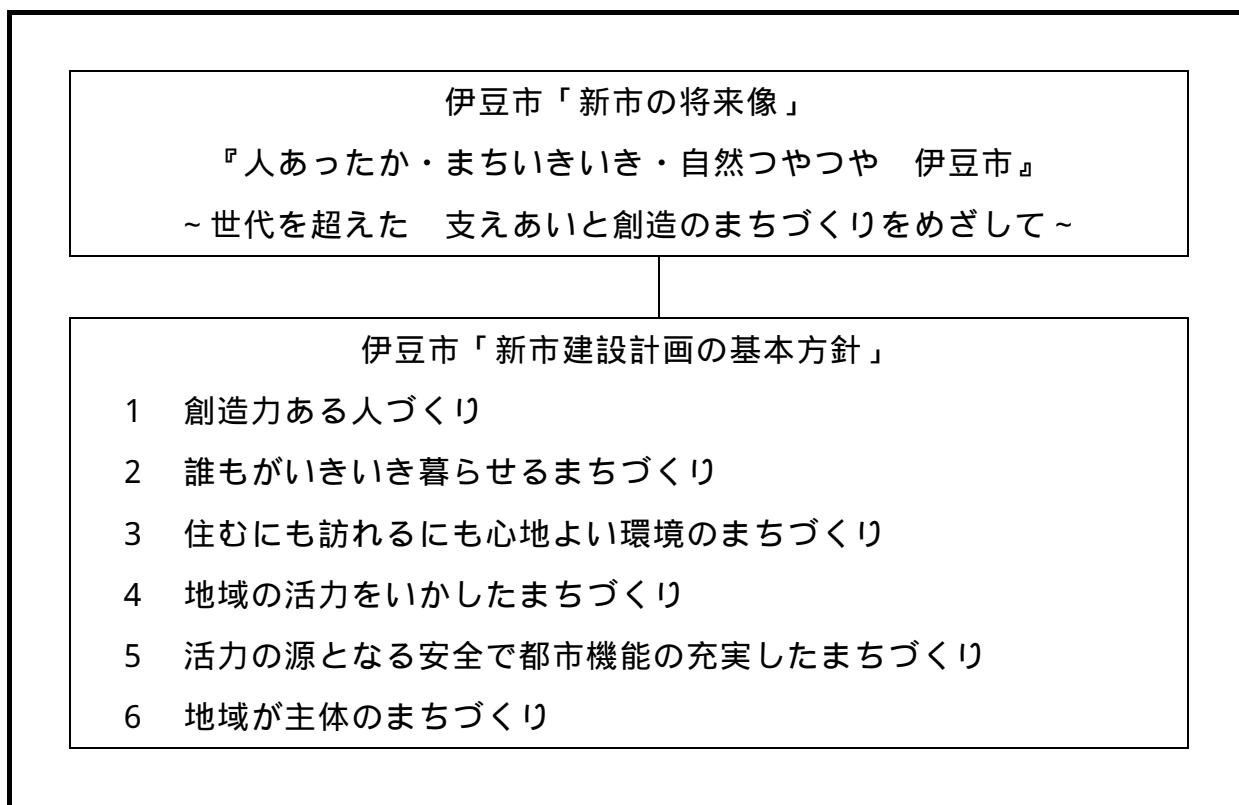 伊豆市「新市の将来像」
『人あったか・まちいきいき・自然つやつや　伊豆市』
~世代を超えた　支えあいと創造のまちづくりをめざして~
伊豆市「新市建設計画の基本方針」
1　創造力ある人づくり
2　誰もがいきいき暮らせるまちづくり
3　住むにも訪れるにも心地よい環境のまちづくり
4　地域の活力をいかしたまちづくり
5　活力の源となる安全で都市機能の充実したまちづくり
6　地域が主体のまちづくり